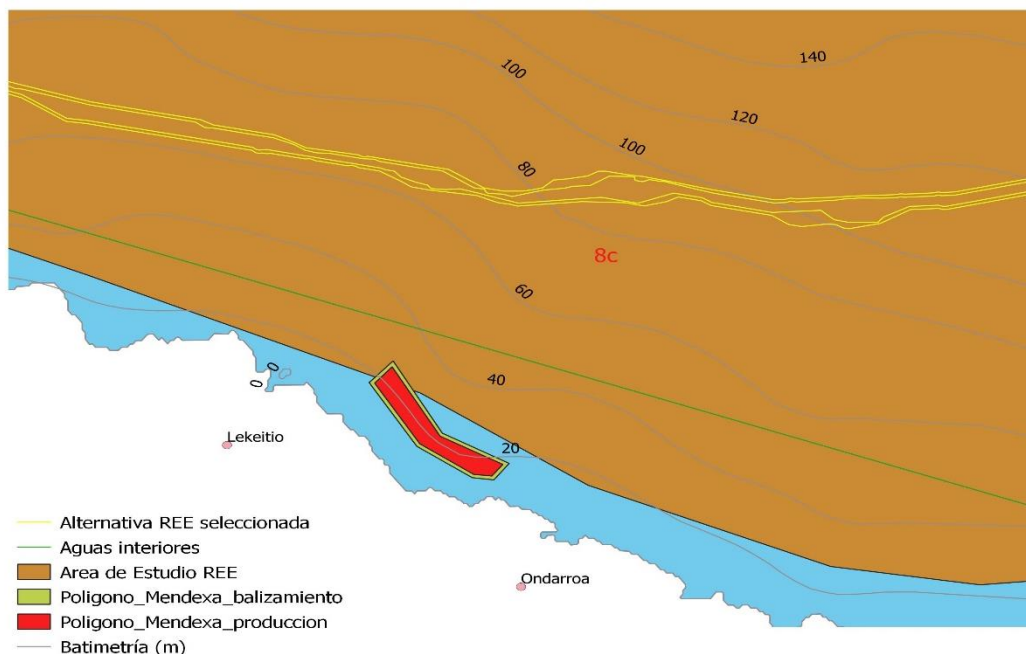 140
100
120
100
80
8c
60
0
0
0
40
Lekeitio
20
Alternativa REE seleccionada
Aguas interiores
Area de Estudio REE
Ondarroa
Poligono_Mendexa_balizamiento
Poligono_Mendexa_produccion
Batimetría (m)